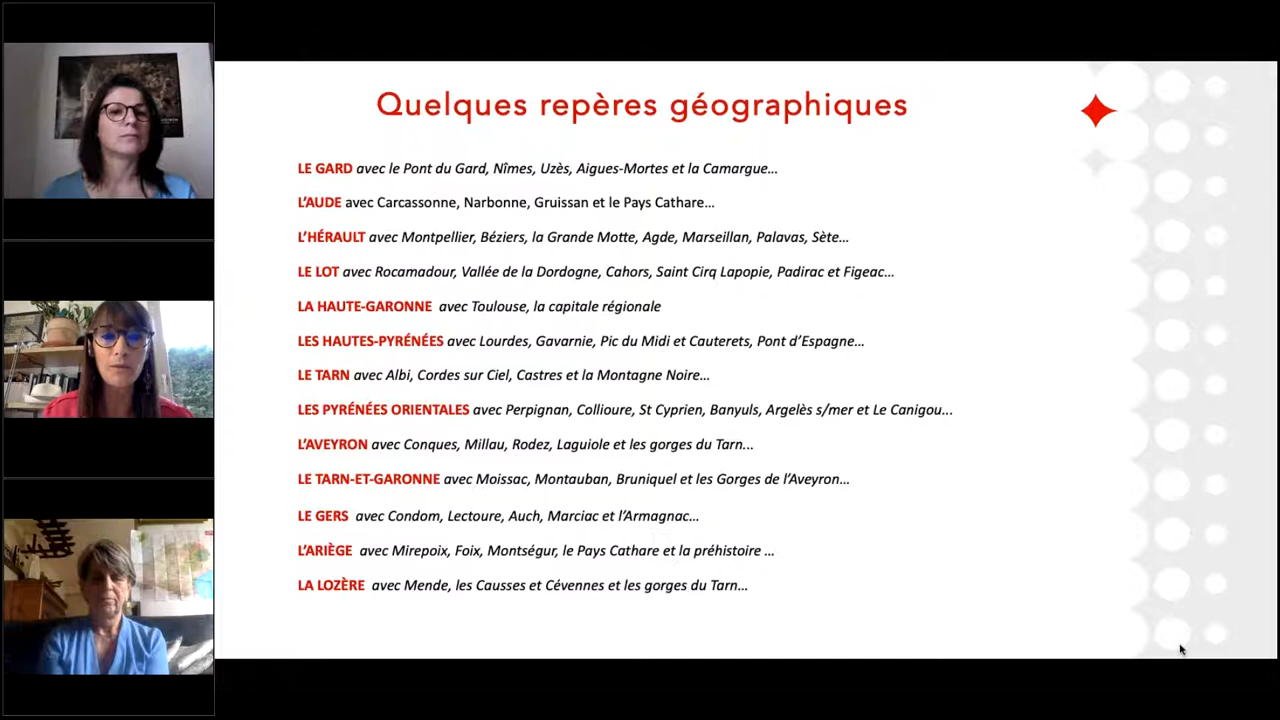 Quelques repères géographiques
LE GARD avec le Pont du Gard, Nîmes, Uzès, Aigues-Mortes et la Camargue...
L'AUDE avec Carcassonne, Narbonne, Gruissan et le Pays Cathare...
L'HÉRAULT avec Montpellier, Béziers, la Grande Motte, Agde, Marseillan, Palavas, Sète...
LE LOT avec Rocamadour, Vallée de la Dordogne, Cahors, Saint Cirq Lapopie, Padirac et Figeac...
LA HAUTE-GARONNE avec Toulouse, la capitale régionale
LES HAUTES-PYRÉNÉES avec Lourdes, Gavarnie, Pic du Midi et Cauterets, Pont d'Espagne...
LE TARN avec Albi, Cordes sur Ciel, Castres et la Montagne Noire...
LES PYRÉNÉES ORIENTALES avec Perpignan, Collioure, St Cyprien, Banyuls, Argelès s/mer et Le Canigou...
L'AVEYRON avec Conques, Millau, Rodez, Laguiole et les gorges du Tarn...
LE TARN-ET-GARONNE avec Moissac, Montauban, Bruniquel et les Gorges de l'Aveyron...
LE GERS avec Condom, Lectoure, Auch, Marciac et l'Armagnac...
L'ARIÈGE avec Mirepoix, Foix, Montségur, le Pays Cathare et la préhistoire ...
LA LOZÈRE avec Mende, les Causses et Cévennes et les gorges du Tarn...